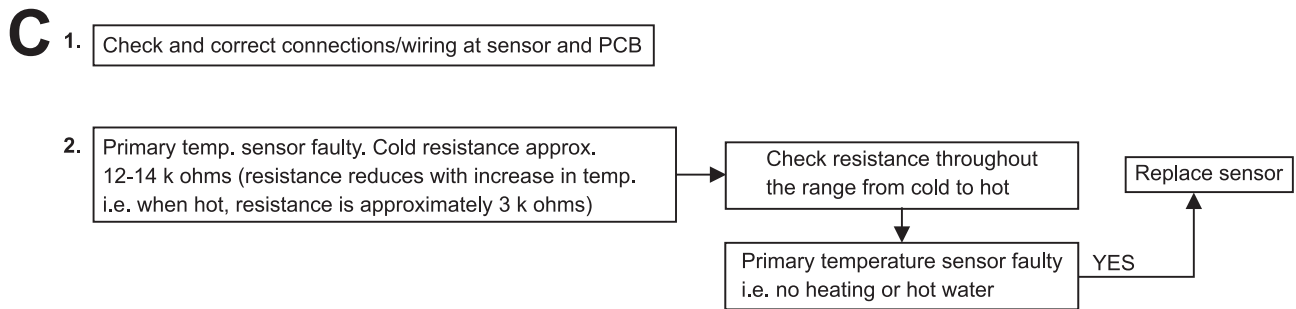 C 1. Check and correct connections/wiring at sensor and PCB
2. Primary temp. sensor faulty. Cold resistance approx.
12-14 k ohms (resistance reduces with increase in temp.
i.e. when hot, resistance is approximately 3 k ohms)
Check resistance throughout
the range from cold to hot
Replace sensor
Primary temperature sensor faulty
i.e. no heating or hot water
YES